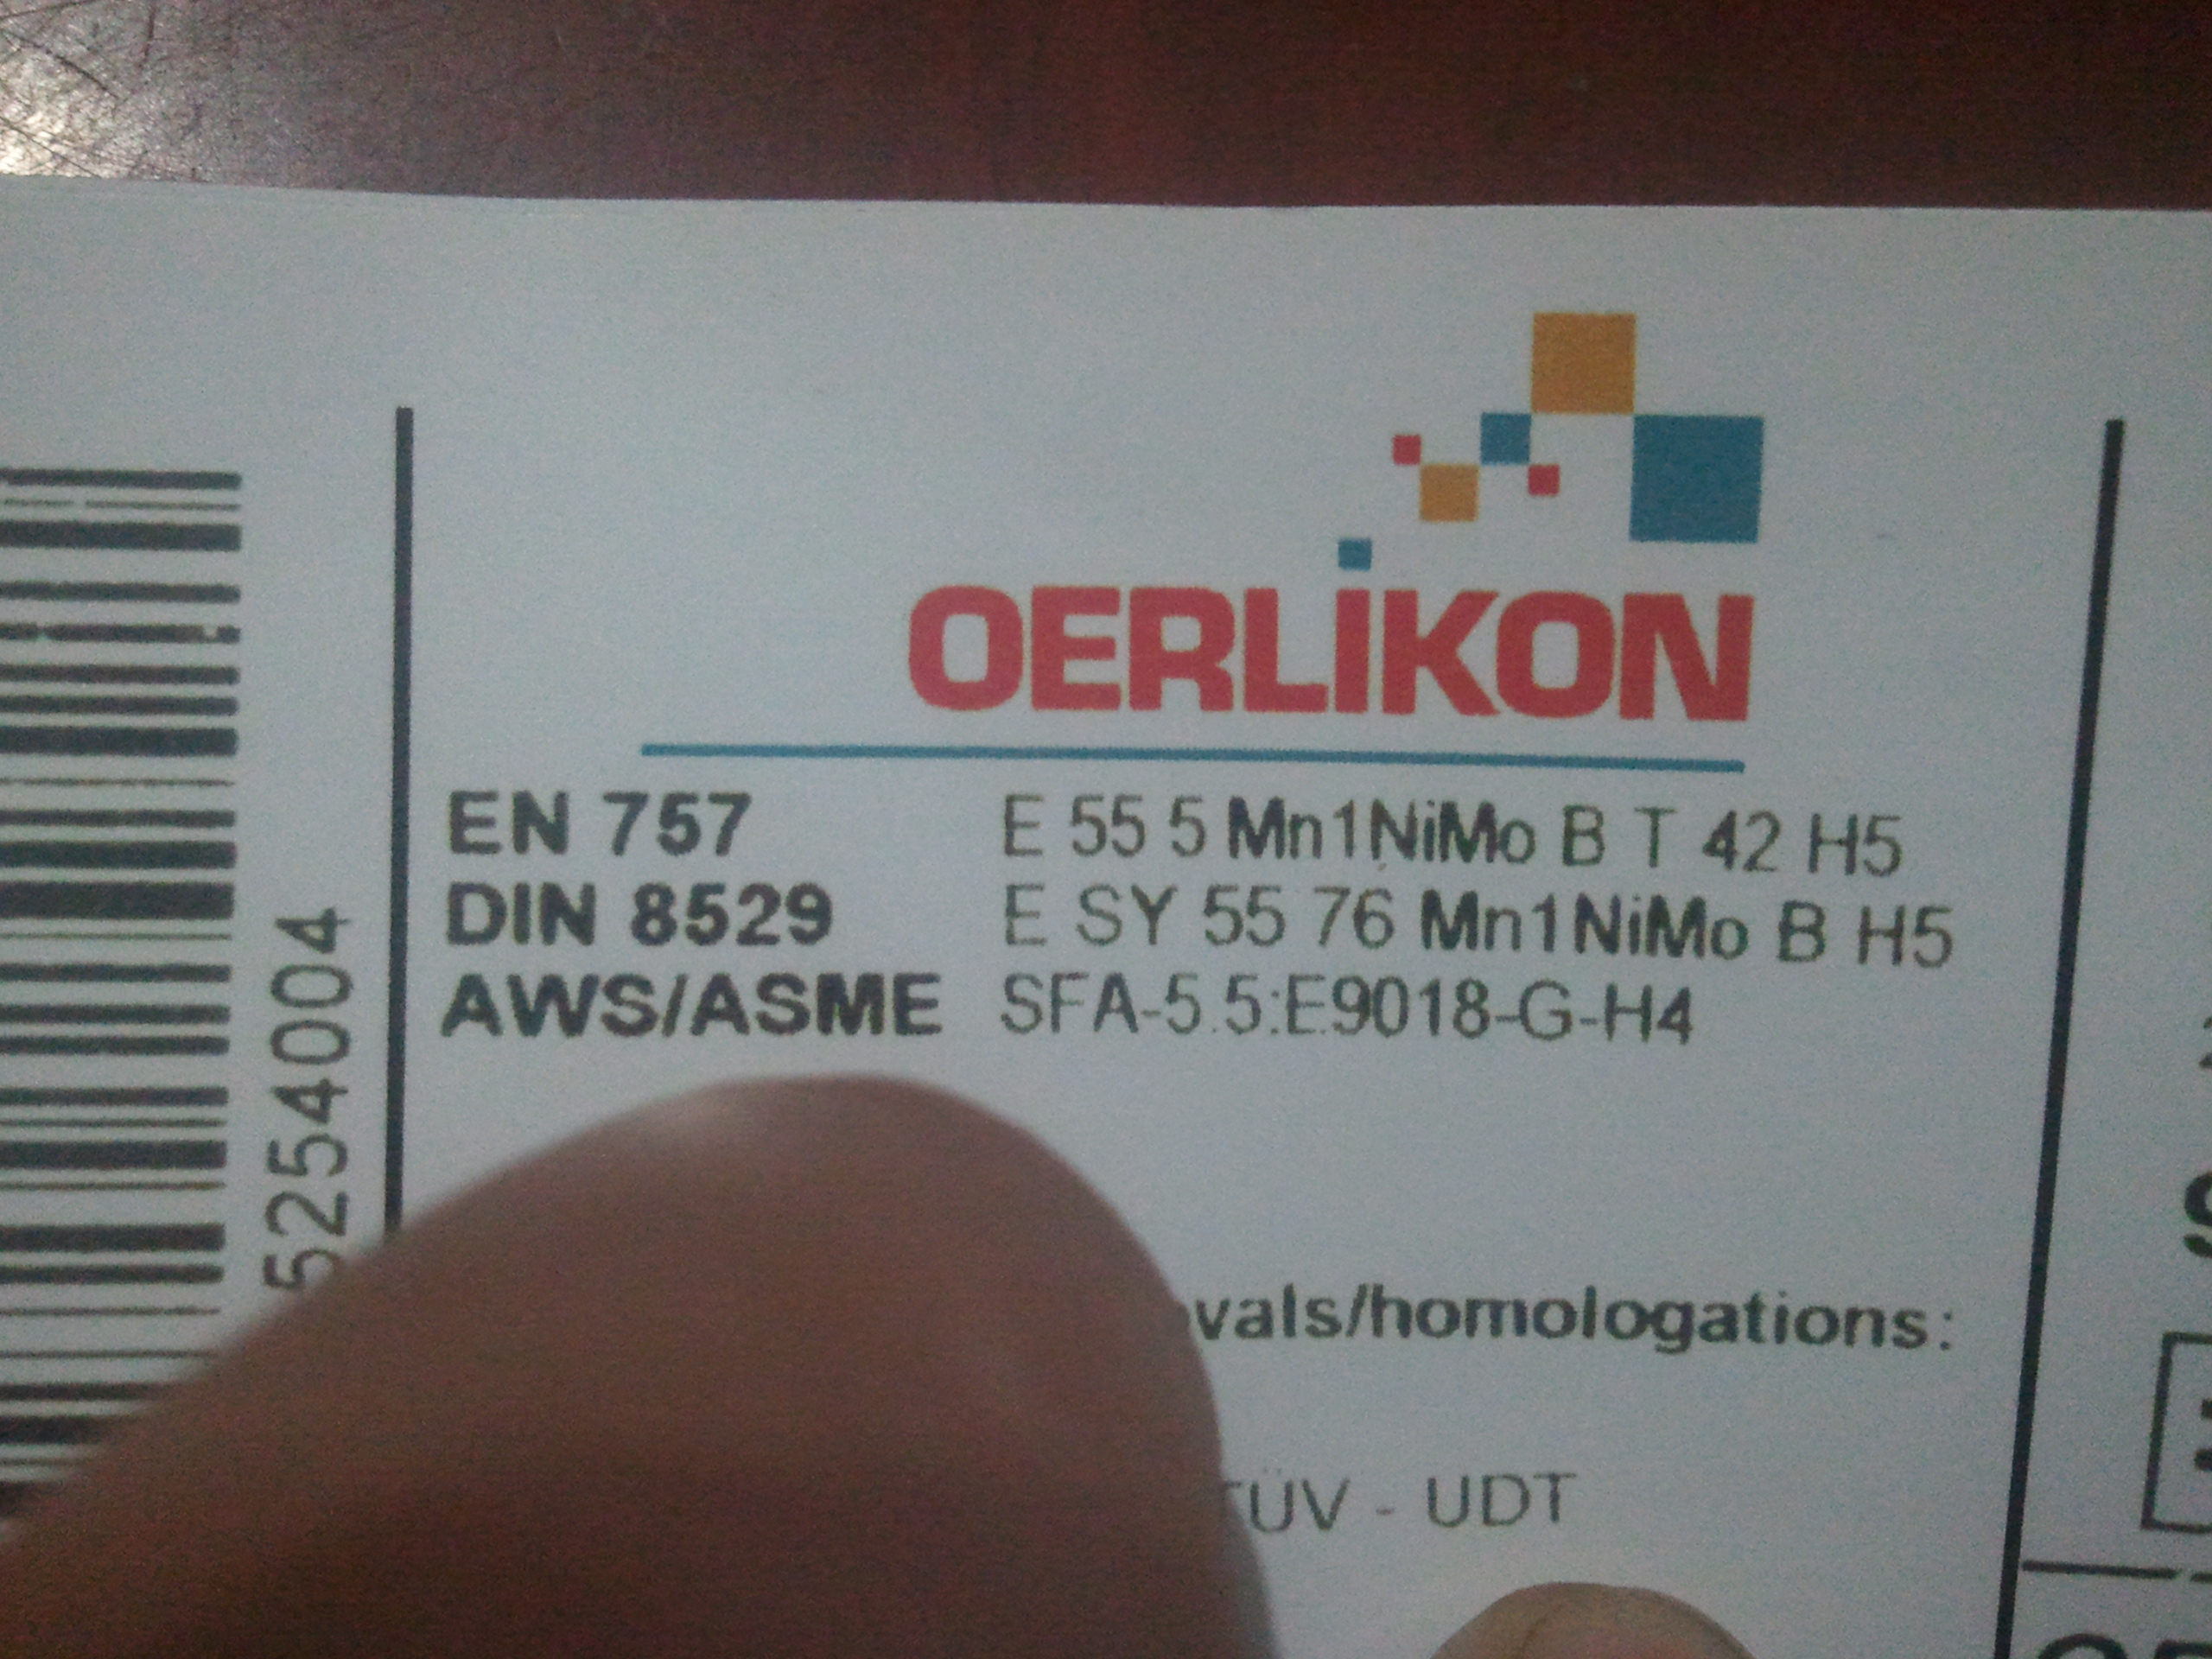 OERLIKON
EN 757 E 55 5 Mn1NiMo B T 42 H5
DIN 8529 E SY 55 76 Mn1NiMo B H5
AWS/ASME SFA-5.5:E9018-G-H4
5254004
vals/homologations:
TÜV - UDT